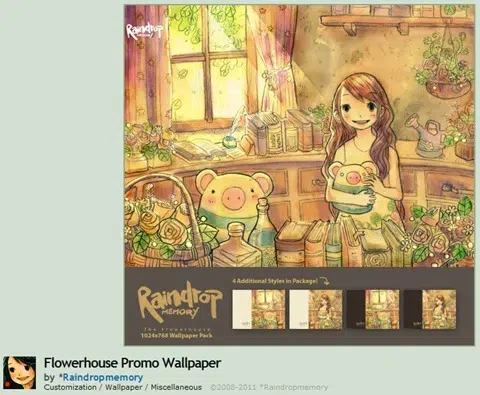 Raindrop
MEMORY
4 Additional Styles in Package!
Raindrop
MEMORY
The Flowerhouse
1024x768 Wallpaper Pack
Flowerhouse Promo Wallpaper
by *Raindropmemory
Customization / Wallpaper / Miscellaneous ©2008-2011 *Raindropmemory